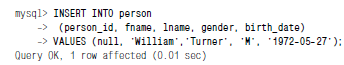 mysql> INSERT INTO person
-> (person_id, fname, lname, gender, birth_date)
-> VALUES (null, 'William','Turner', 'M', '1972-05-27');
Query OK, 1 row affected (0.01 sec)